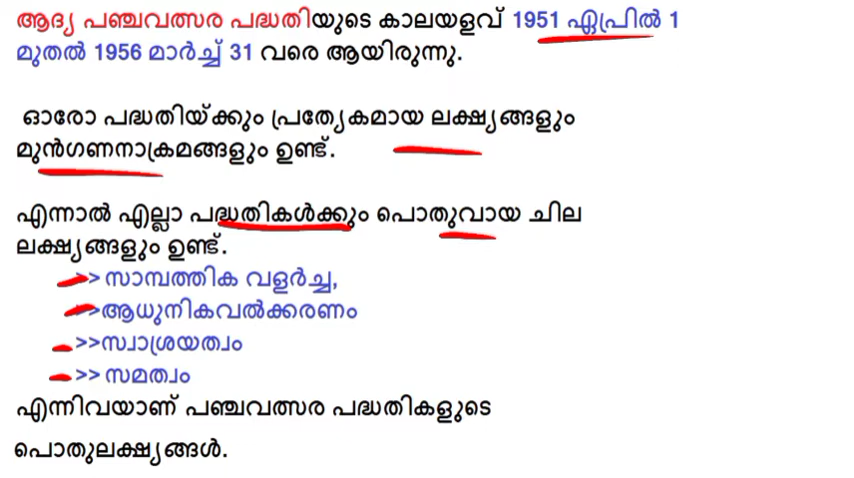 ആദ്യ പഞ്ചവത്സര പദ്ധതിയുടെ കാലയളവ് 1951 ഏപ്രിൽ 1
മുതൽ 1956 മാർച്ച് 31 വരെ ആയിരുന്നു.
ഓരോ പദ്ധതിയ്ക്കും പ്രത്യേകമായ ലക്ഷ്യങ്ങളും
മുൻഗണനാക്രമങ്ങളും ഉണ്ട്.
എന്നാൽ എല്ലാ പദ്ധതികൾക്കും പൊതുവായ ചില
ലക്ഷ്യങ്ങളും ഉണ്ട്.
>> സാമ്പത്തിക വളർച്ച,
>>ആധുനികവൽക്കരണം
>>സ്വാശ്രയത്വം
>> സമത്വം
എന്നിവയാണ് പഞ്ചവത്സര പദ്ധതികളുടെ
പൊതുലക്ഷ്യങ്ങൾ.